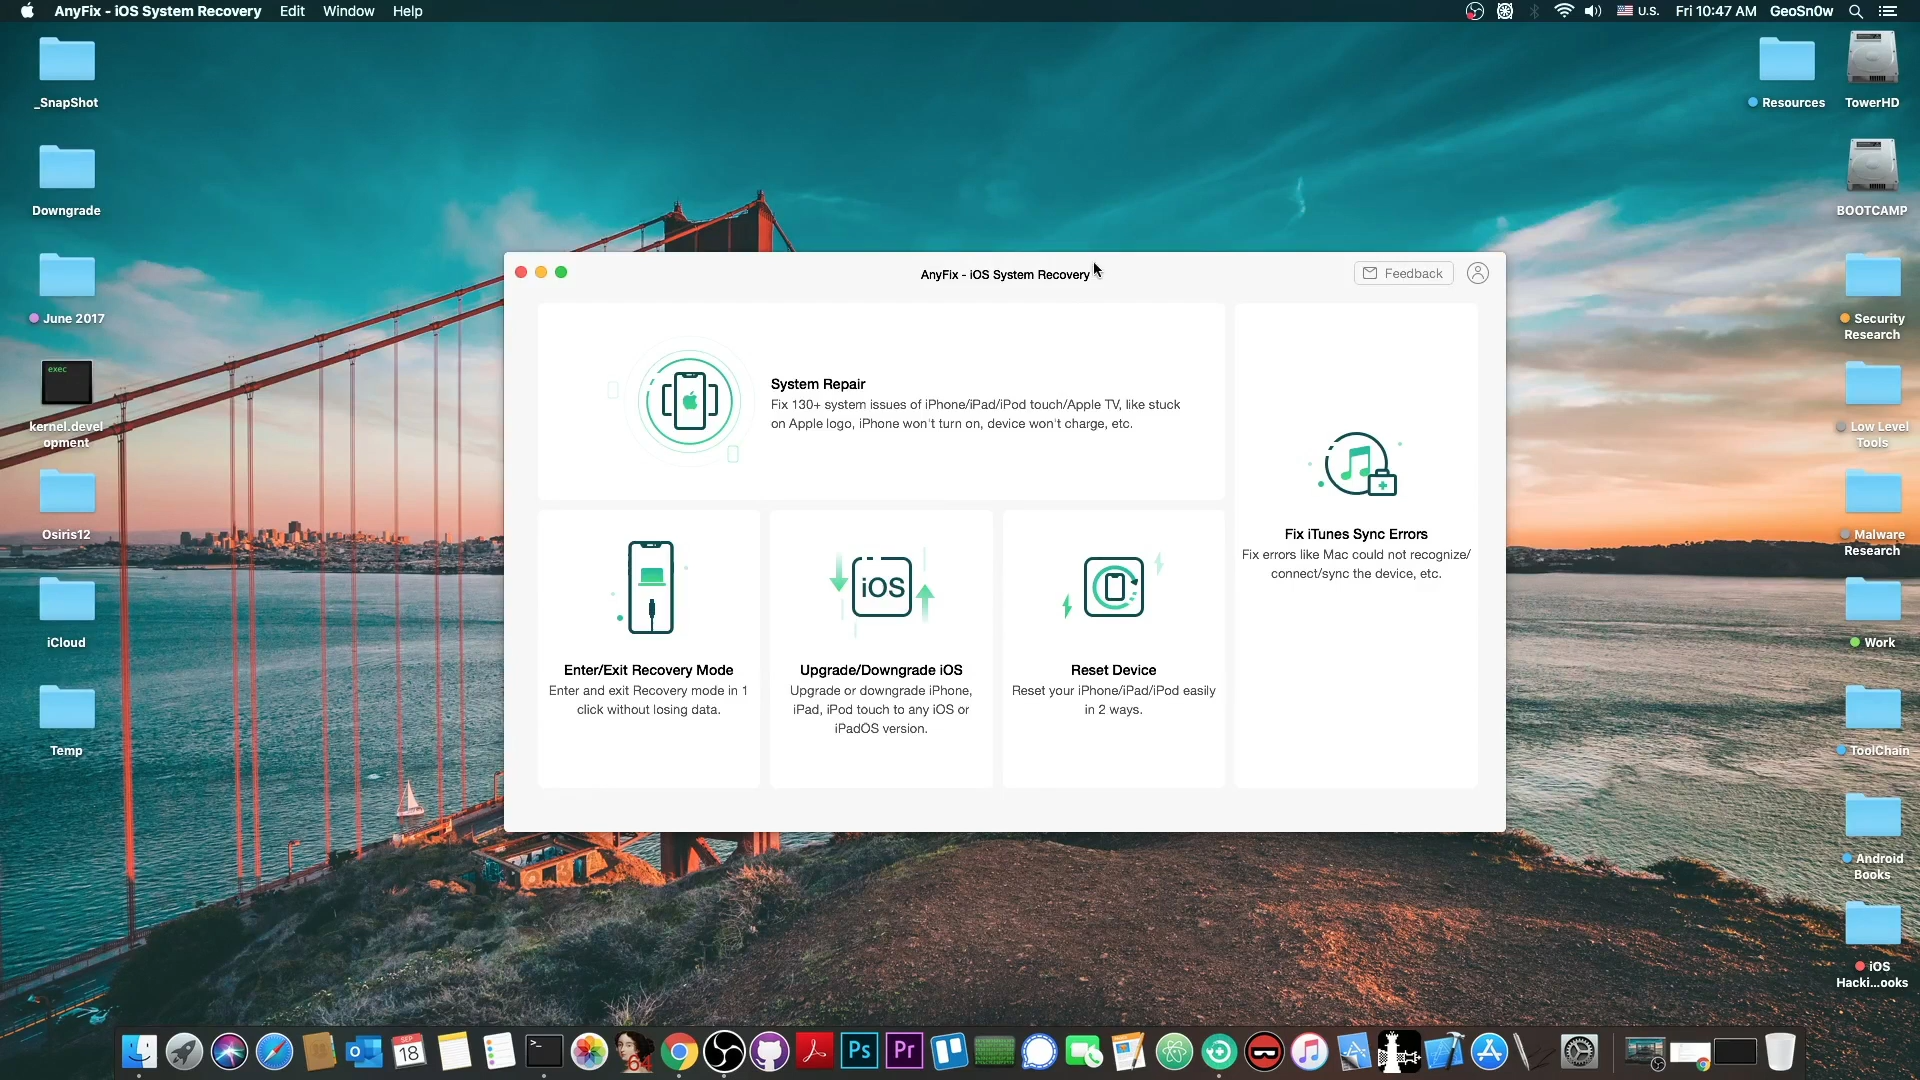 AnyFix - iOS System Recovery Edit Window Help
U.S. Fri 10:47 AM GeoSn0w
_SnapShot
Downgrade
June 2017
exec
kernel.devel
opment
Osiris12
iCloud
Temp
Resources
TowerHD
BOOTCAMP
Security
Research
Low Level
Tools
Malware
Research
Work
ToolChain
Android
Books
iOS
Hacki...ooks
AnyFix - iOS System Recovery
Feedback
System Repair
Fix 130+ system issues of iPhone/iPad/iPod touch/Apple TV, like stuck
on Apple logo, iPhone won't turn on, device won't charge, etc.
Fix iTunes Sync Errors
Fix errors like Mac could not recognize/
connect/sync the device, etc.
Enter/Exit Recovery Mode
Enter and exit Recovery mode in 1
click without losing data.
iOS
Upgrade/Downgrade iOS
Upgrade or downgrade iPhone,
iPad, iPod touch to any iOS or
iPadOS version.
Reset Device
Reset your iPhone/iPad/iPod easily
in 2 ways.
SEP
18
64
Ps
Pr